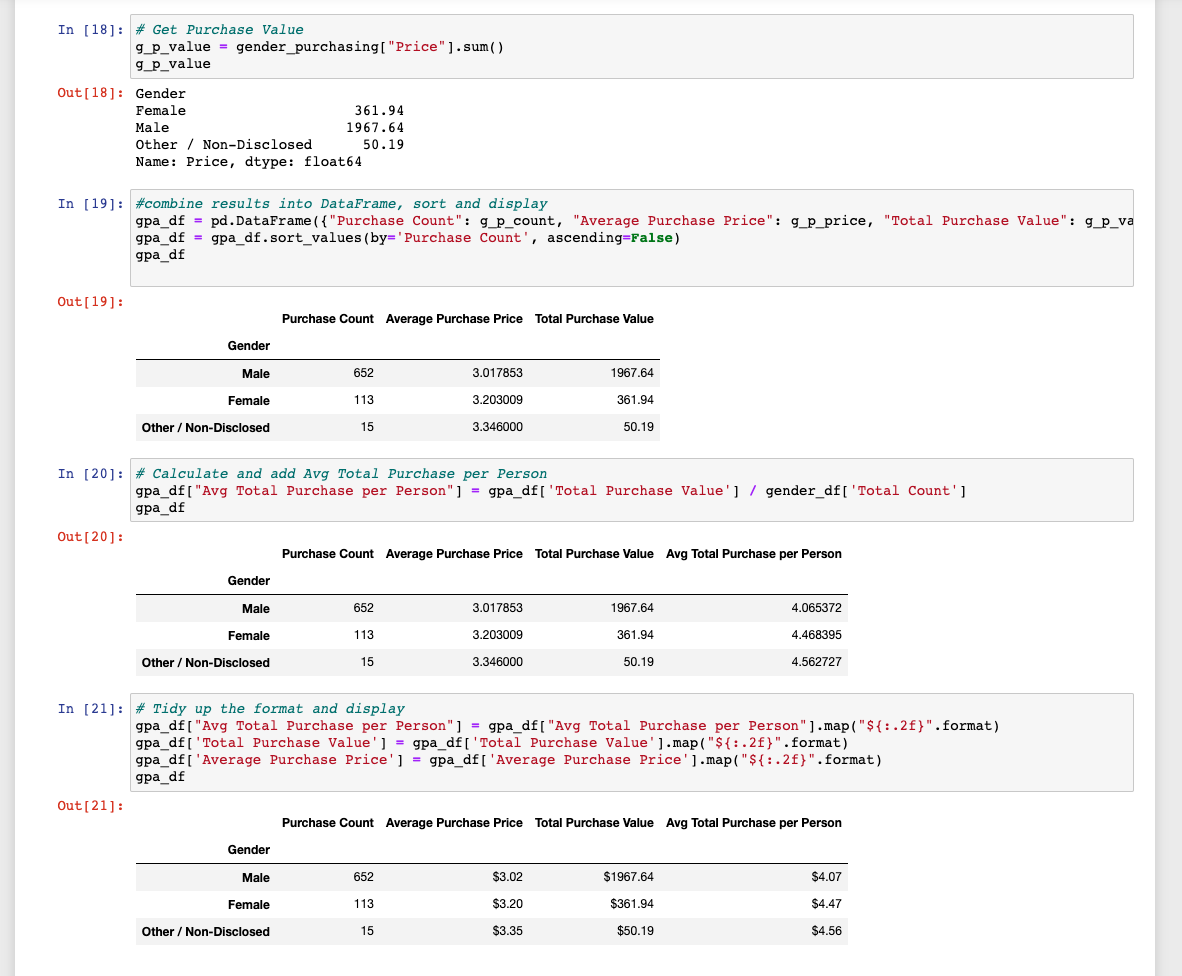 In [18]: # Get Purchase Value
g_p_value = gender_purchasing["Price"].sum()
g_p_value
Out[18]: Gender
Female 361.94
Male 1967.64
Other / Non-Disclosed 50.19
Name: Price, dtype: float64
In [19]: #combine results into DataFrame, sort and display
gpa_df = pd.DataFrame({"Purchase Count": g_p_count, "Average Purchase Price": g_p_price, "Total Purchase Value": g_p_va
gpa_df = gpa_df.sort_values(by='Purchase Count', ascending=False)
gpa_df
Out[19]:
Purchase Count Average Purchase Price Total Purchase Value
Gender
Male 652 3.017853 1967.64
Female 113 3.203009 361.94
Other / Non-Disclosed 15 3.346000 50.19
In [20]: # Calculate and add Avg Total Purchase per Person
gpa_df["Avg Total Purchase per Person"] = gpa_df['Total Purchase Value'] / gender_df['Total Count']
gpa_df
Out[20]:
Purchase Count Average Purchase Price Total Purchase Value Avg Total Purchase per Person
Gender
Male 652 3.017853 1967.64 4.065372
Female 113 3.203009 361.94 4.468395
Other / Non-Disclosed 15 3.346000 50.19 4.562727
In [21]: # Tidy up the format and display
gpa_df["Avg Total Purchase per Person"] = gpa_df["Avg Total Purchase per Person"].map("${:.2f}".format)
gpa_df['Total Purchase Value'] = gpa_df['Total Purchase Value'].map("${:.2f}".format)
gpa_df['Average Purchase Price'] = gpa_df['Average Purchase Price'].map("${:.2f}".format)
gpa_df
Out[21]:
Purchase Count Average Purchase Price Total Purchase Value Avg Total Purchase per Person
Gender
Male 652 $3.02 $1967.64 $4.07
Female 113 $3.20 $361.94 $4.47
Other / Non-Disclosed 15 $3.35 $50.19 $4.56